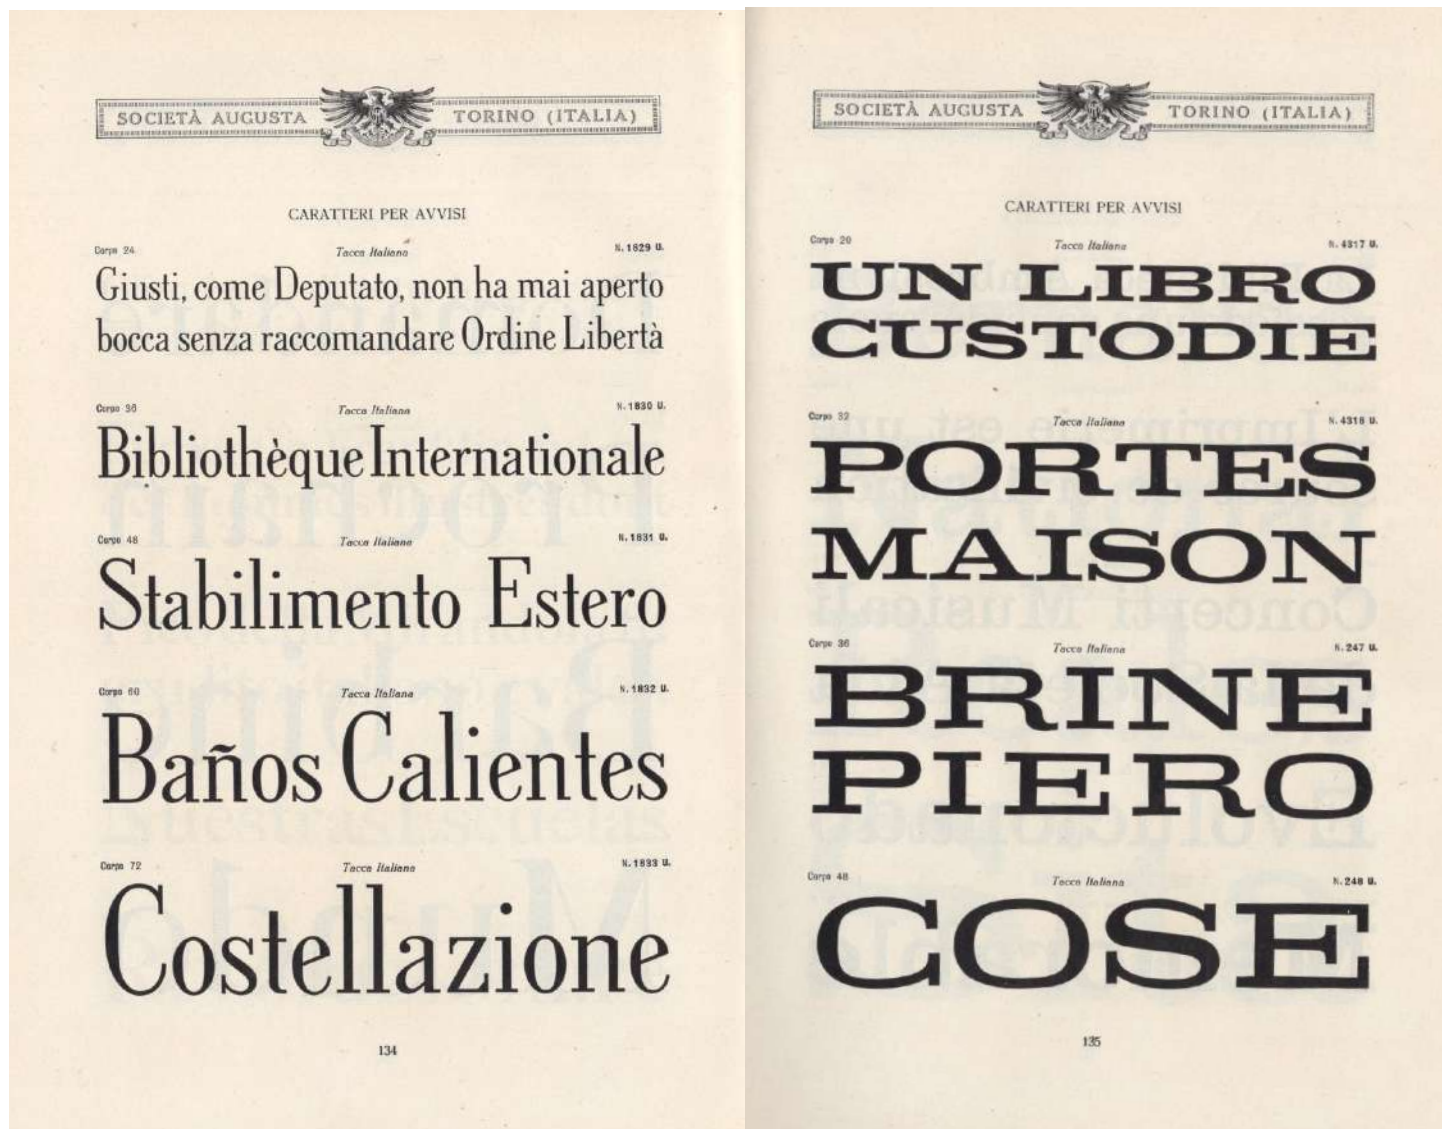 SOCIETÀ AUGUSTA TORINO (ITALIA)
CARATTERI PER AVVISI
Corpo 24 Tacca Italiana N. 1829 U.
Giusti, come Deputato, non ha mai aperto
bocca senza raccomandare Ordine Libertà
Corpo 36 Tacca Italiana N. 1830 U.
Bibliothèque Internationale
Corpo 48 Tacca Italiana N. 1831 U.
Stabilimento Estero
Corpo 60 Tacca Italiana N. 1832 U.
Baños Calientes
Corpo 72 Tacca Italiana N. 1833 U.
Costellazione
134
SOCIETÀ AUGUSTA TORINO (ITALIA)
CARATTERI PER AVVISI
Corpo 20 Tacca Italiana N. 4317 U.
UN LIBRO
CUSTODIE
Corpo 32 Tacca Italiana N. 4318 U.
PORTES
MAISON
Corpo 36 Tacca Italiana N. 247 U.
BRINE
PIERO
Corpo 48 Tacca Italiana N. 248 U.
COSE
135